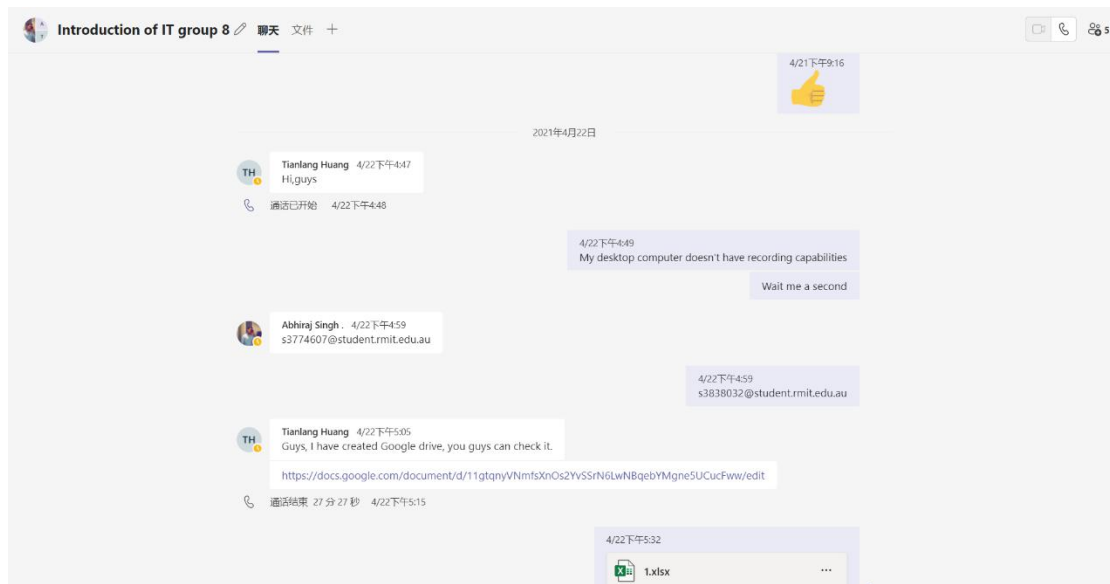 Introduction of IT group 8 聊天 文件
5
4/21下午9:16
2021年4月22日
TH
Tianlang Huang 4/22下午4:47
Hi,guys
通话已开始 4/22下午4:48
4/22下午4:49
My desktop computer doesn't have recording capabilities
Wait me a second
Abhiraj Singh . 4/22下午4:59
s3774607@student.rmit.edu.au
4/22下午4:59
s3838032@student.rmit.edu.au
TH
Tianlang Huang 4/22下午5:05
Guys, I have created Google drive, you guys can check it.
https://docs.google.com/document/d/11gtqnyVNmfsXnOs2YvSSrN6LwNBqebYMgne5UCucFww/edit
通话结束 27 分 27 秒 4/22下午5:15
4/22下午5:32
1.xlsx